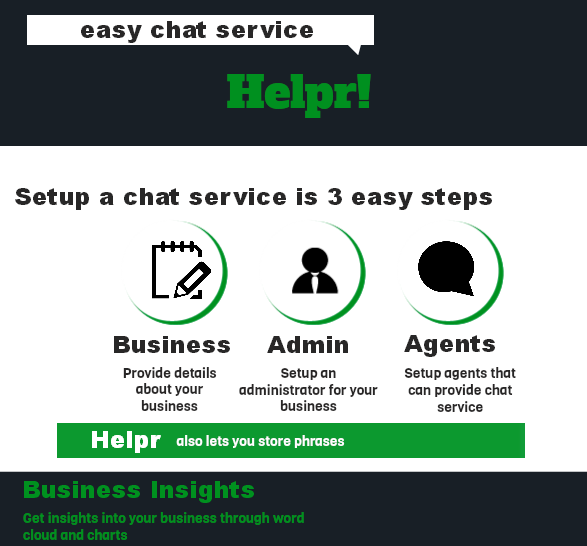 easy chat service
Helpr!
Setup a chat service is 3 easy steps
Business
Provide details
about your
business
Admin
Setup an
administrator for your
business
Agents
Setup agents that
can provide chat
service
Helpr also lets you store phrases
Business Insights
Get insights into your business through word
cloud and charts